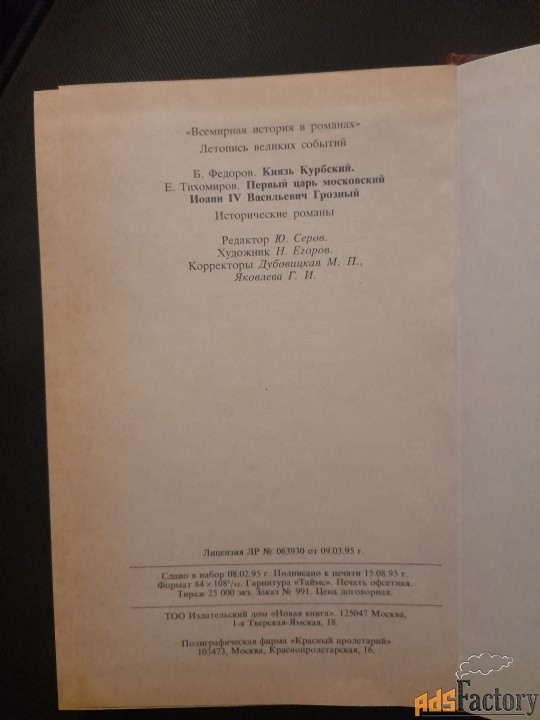 «Всемирная история в романах»
Летопись великих событий
Б. Федоров. Князь Курбский.
Е. Тихомиров. Первый царь московский
Иоанн IV Васильевич Грозный
Исторические романы
Редактор Ю. Серов.
Художник Н. Егоров.
Корректоры Дубовицкая М. П.,
Яковлева Г. И.
Лицензия ЛР № 063930 от 09.03.95 г.
Сдано в набор 08.02.95 г. Подписано к печати 15.08.95 г.
Формат 84 × 108¹/₃₂. Гарнитура «Таймс». Печать офсетная.
Тираж 25 000 экз. Заказ № 991. Цена договорная.
ТОО Издательский дом «Новая книга». 125047 Москва,
1-я Тверская-Ямская, 18.
Полиграфическая фирма «Красный пролетарий»
103473, Москва, Краснопролетарская, 16.
AdsFactory